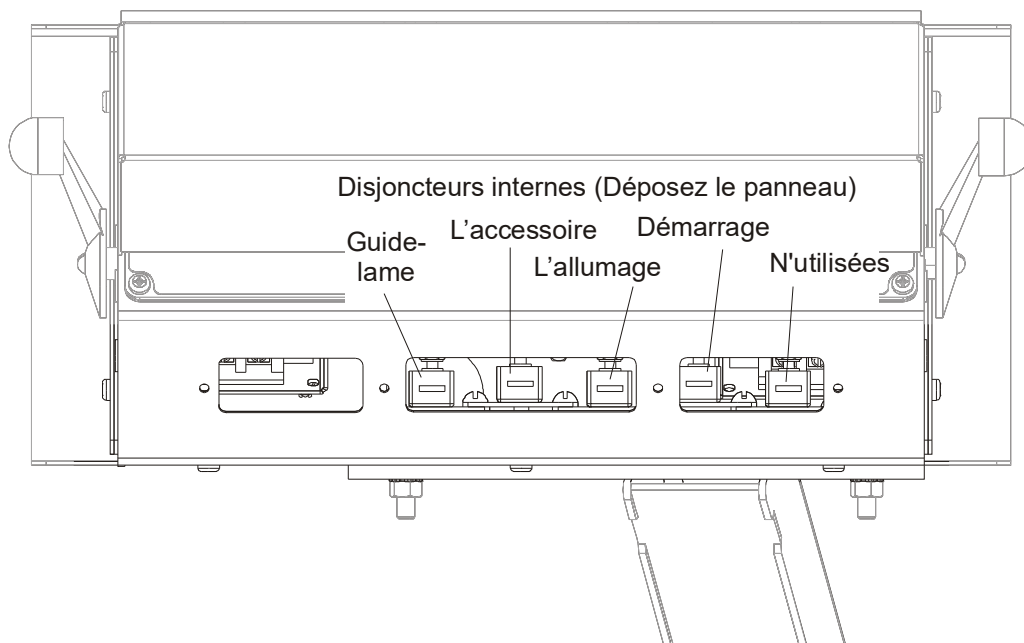 Disjoncteurs internes (Déposez le panneau)
Guide-
lame
L’accessoire
L’allumage
Démarrage
N'utilisées